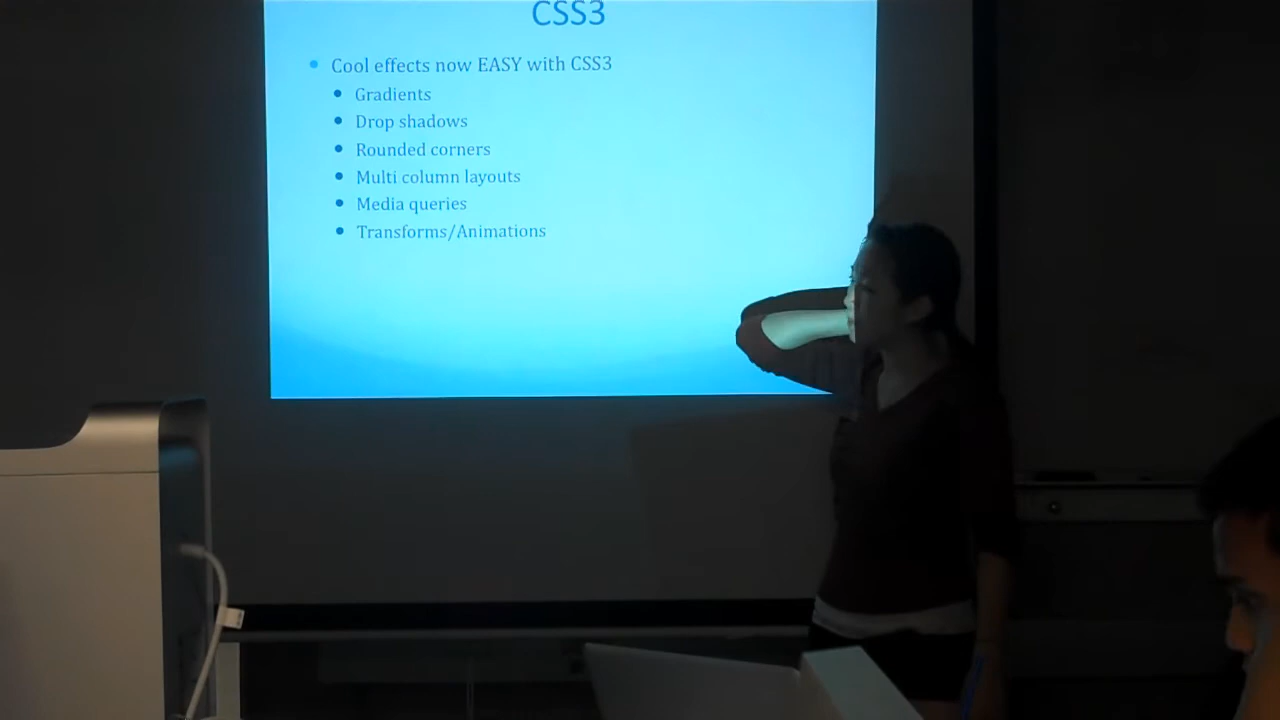 CSS3
Cool effects now EASY with CSS3
Gradients
Drop shadows
Rounded corners
Multi column layouts
Media queries
Transforms/Animations